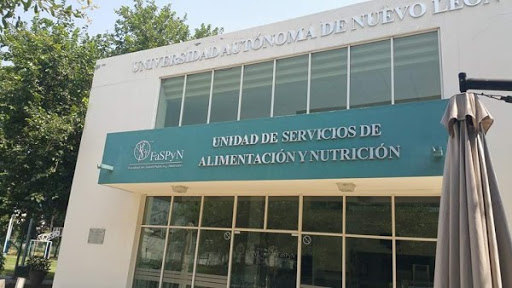 UNIVERSIDAD AUTÓNOMA DE NUEVO LEÓN
FaSPyN
UNIDAD DE SERVICIOS DE
ALIMENTACIÓN Y NUTRICIÓN